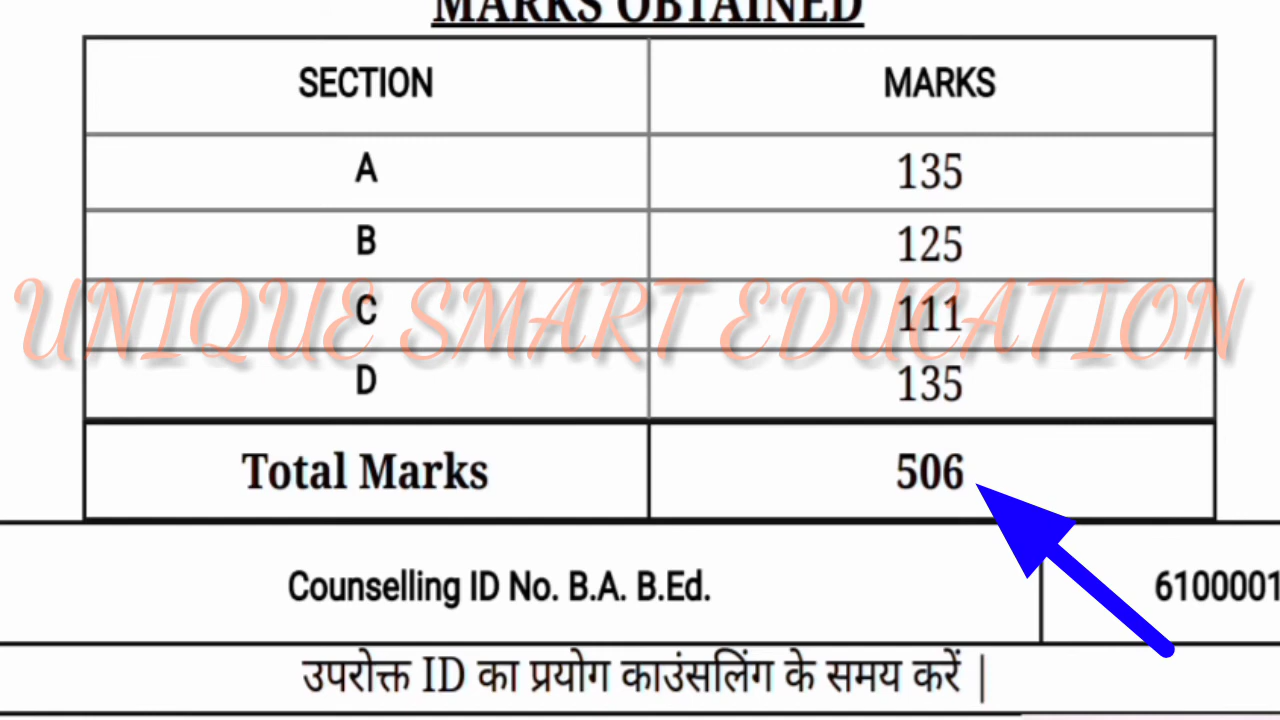 MARKS OBTAINED
SECTION MARKS
A 135
B 125
C 111
D 135
UNIQUE SMART EDUCATION
Total Marks 506
Counselling ID No. B.A. B.Ed. 6100001
उपरोक्त ID का प्रयोग काउंसलिंग के समय करें |